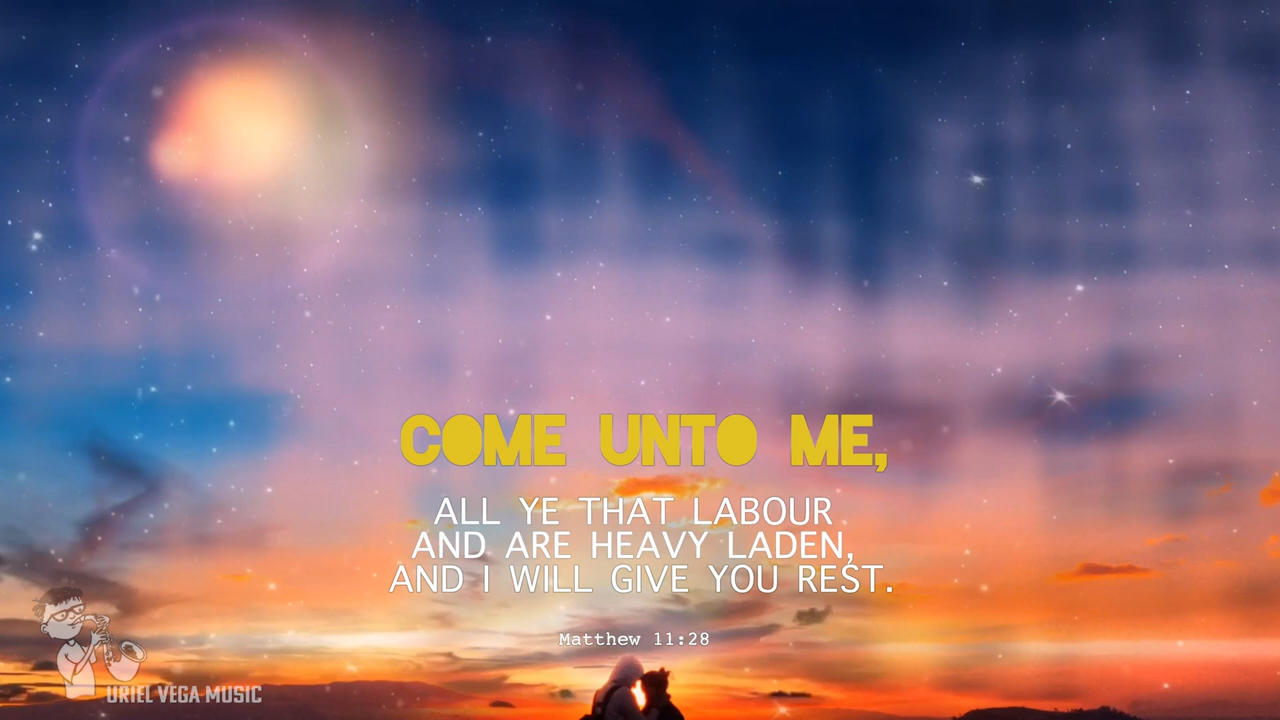 COME UNTO ME,
ALL YE THAT LABOUR
AND ARE HEAVY LADEN,
AND I WILL GIVE YOU REST.
Matthew 11:28
URIEL VEGA MUSIC